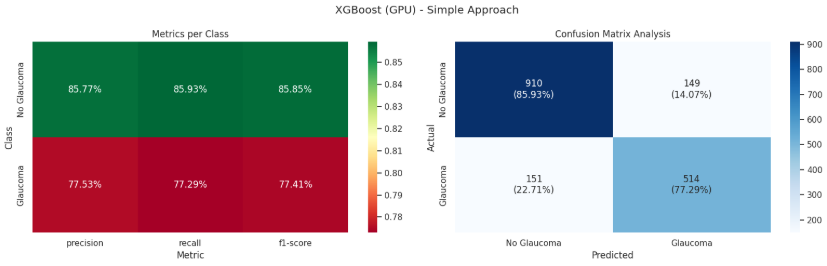 XGBoost (GPU) - Simple Approach
Metrics per Class
Class
No Glaucoma
Glaucoma
85.77%
85.93%
85.85%
77.53%
77.29%
77.41%
precision
recall
f1-score
Metric
0.85
0.84
0.83
0.82
0.81
0.80
0.79
0.78
Confusion Matrix Analysis
Actual
No Glaucoma
Glaucoma
910
(85.93%)
149
(14.07%)
151
(22.71%)
514
(77.29%)
No Glaucoma
Glaucoma
Predicted
900
800
700
600
500
400
300
200